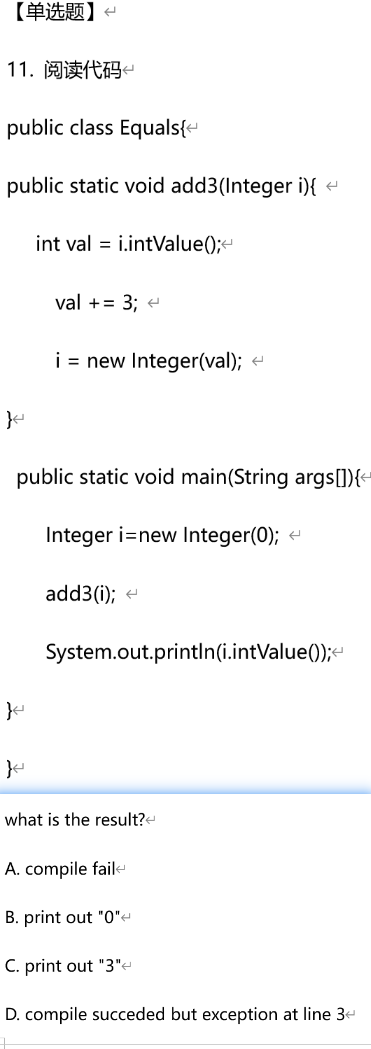 【单选题】
11. 阅读代码
public class Equals{
public static void add3(Integer i){
int val = i.intValue();
val += 3;
i = new Integer(val);
}
public static void main(String args[]){
Integer i=new Integer(0);
add3(i);
System.out.println(i.intValue());
}
}
what is the result?
A. compile fail
B. print out "0"
C. print out "3"
D. compile succeded but exception at line 3